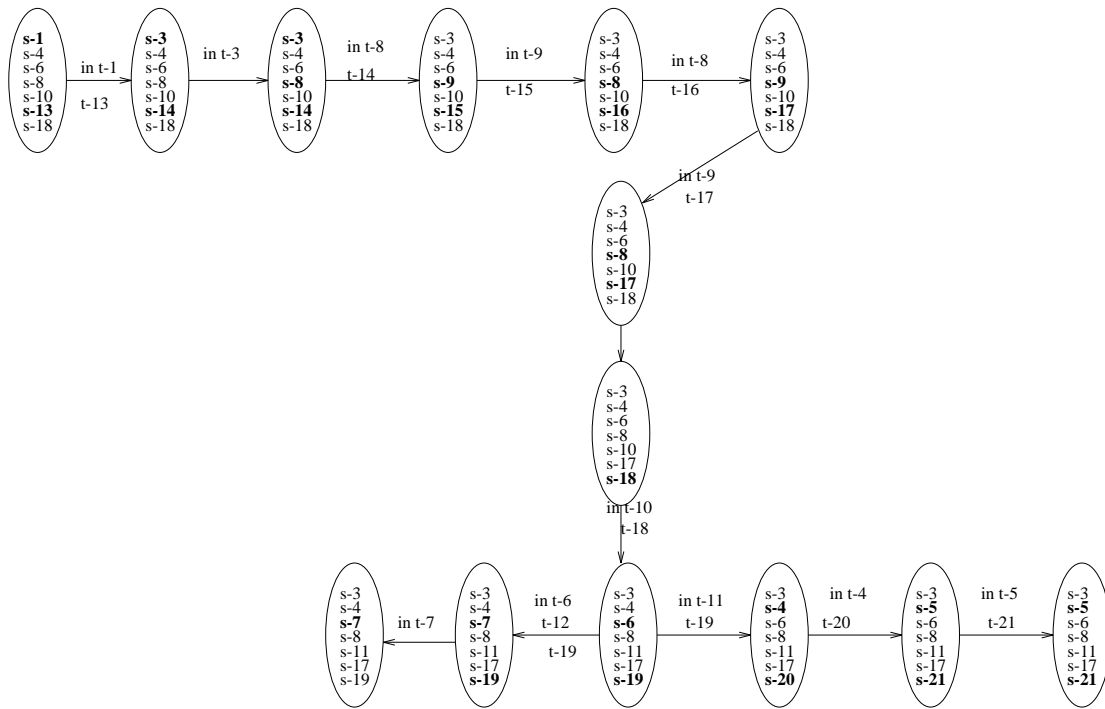 s-1
s-4
s-6
s-8
s-10
s-13
s-18
in t-1
t-13
s-3
s-4
s-6
s-8
s-10
s-14
s-18
in t-3
s-3
s-4
s-6
s-8
s-10
s-14
s-18
in t-8
t-14
s-3
s-4
s-6
s-9
s-10
s-15
s-18
in t-9
t-15
s-3
s-4
s-6
s-8
s-10
s-16
s-18
in t-8
t-16
s-3
s-4
s-6
s-9
s-10
s-17
s-18
in t-9
t-17
s-3
s-4
s-6
s-8
s-10
s-17
s-18
s-3
s-4
s-6
s-8
s-10
s-17
s-18
in t-10
t-18
s-3
s-4
s-7
s-8
s-11
s-17
s-19
in t-7
s-3
s-4
s-7
s-8
s-11
s-17
s-19
in t-6
t-12
t-19
s-3
s-4
s-6
s-8
s-11
s-17
s-19
in t-11
t-19
s-3
s-4
s-6
s-8
s-11
s-17
s-20
in t-4
t-20
s-3
s-5
s-6
s-8
s-11
s-17
s-21
in t-5
t-21
s-3
s-5
s-6
s-8
s-11
s-17
s-21